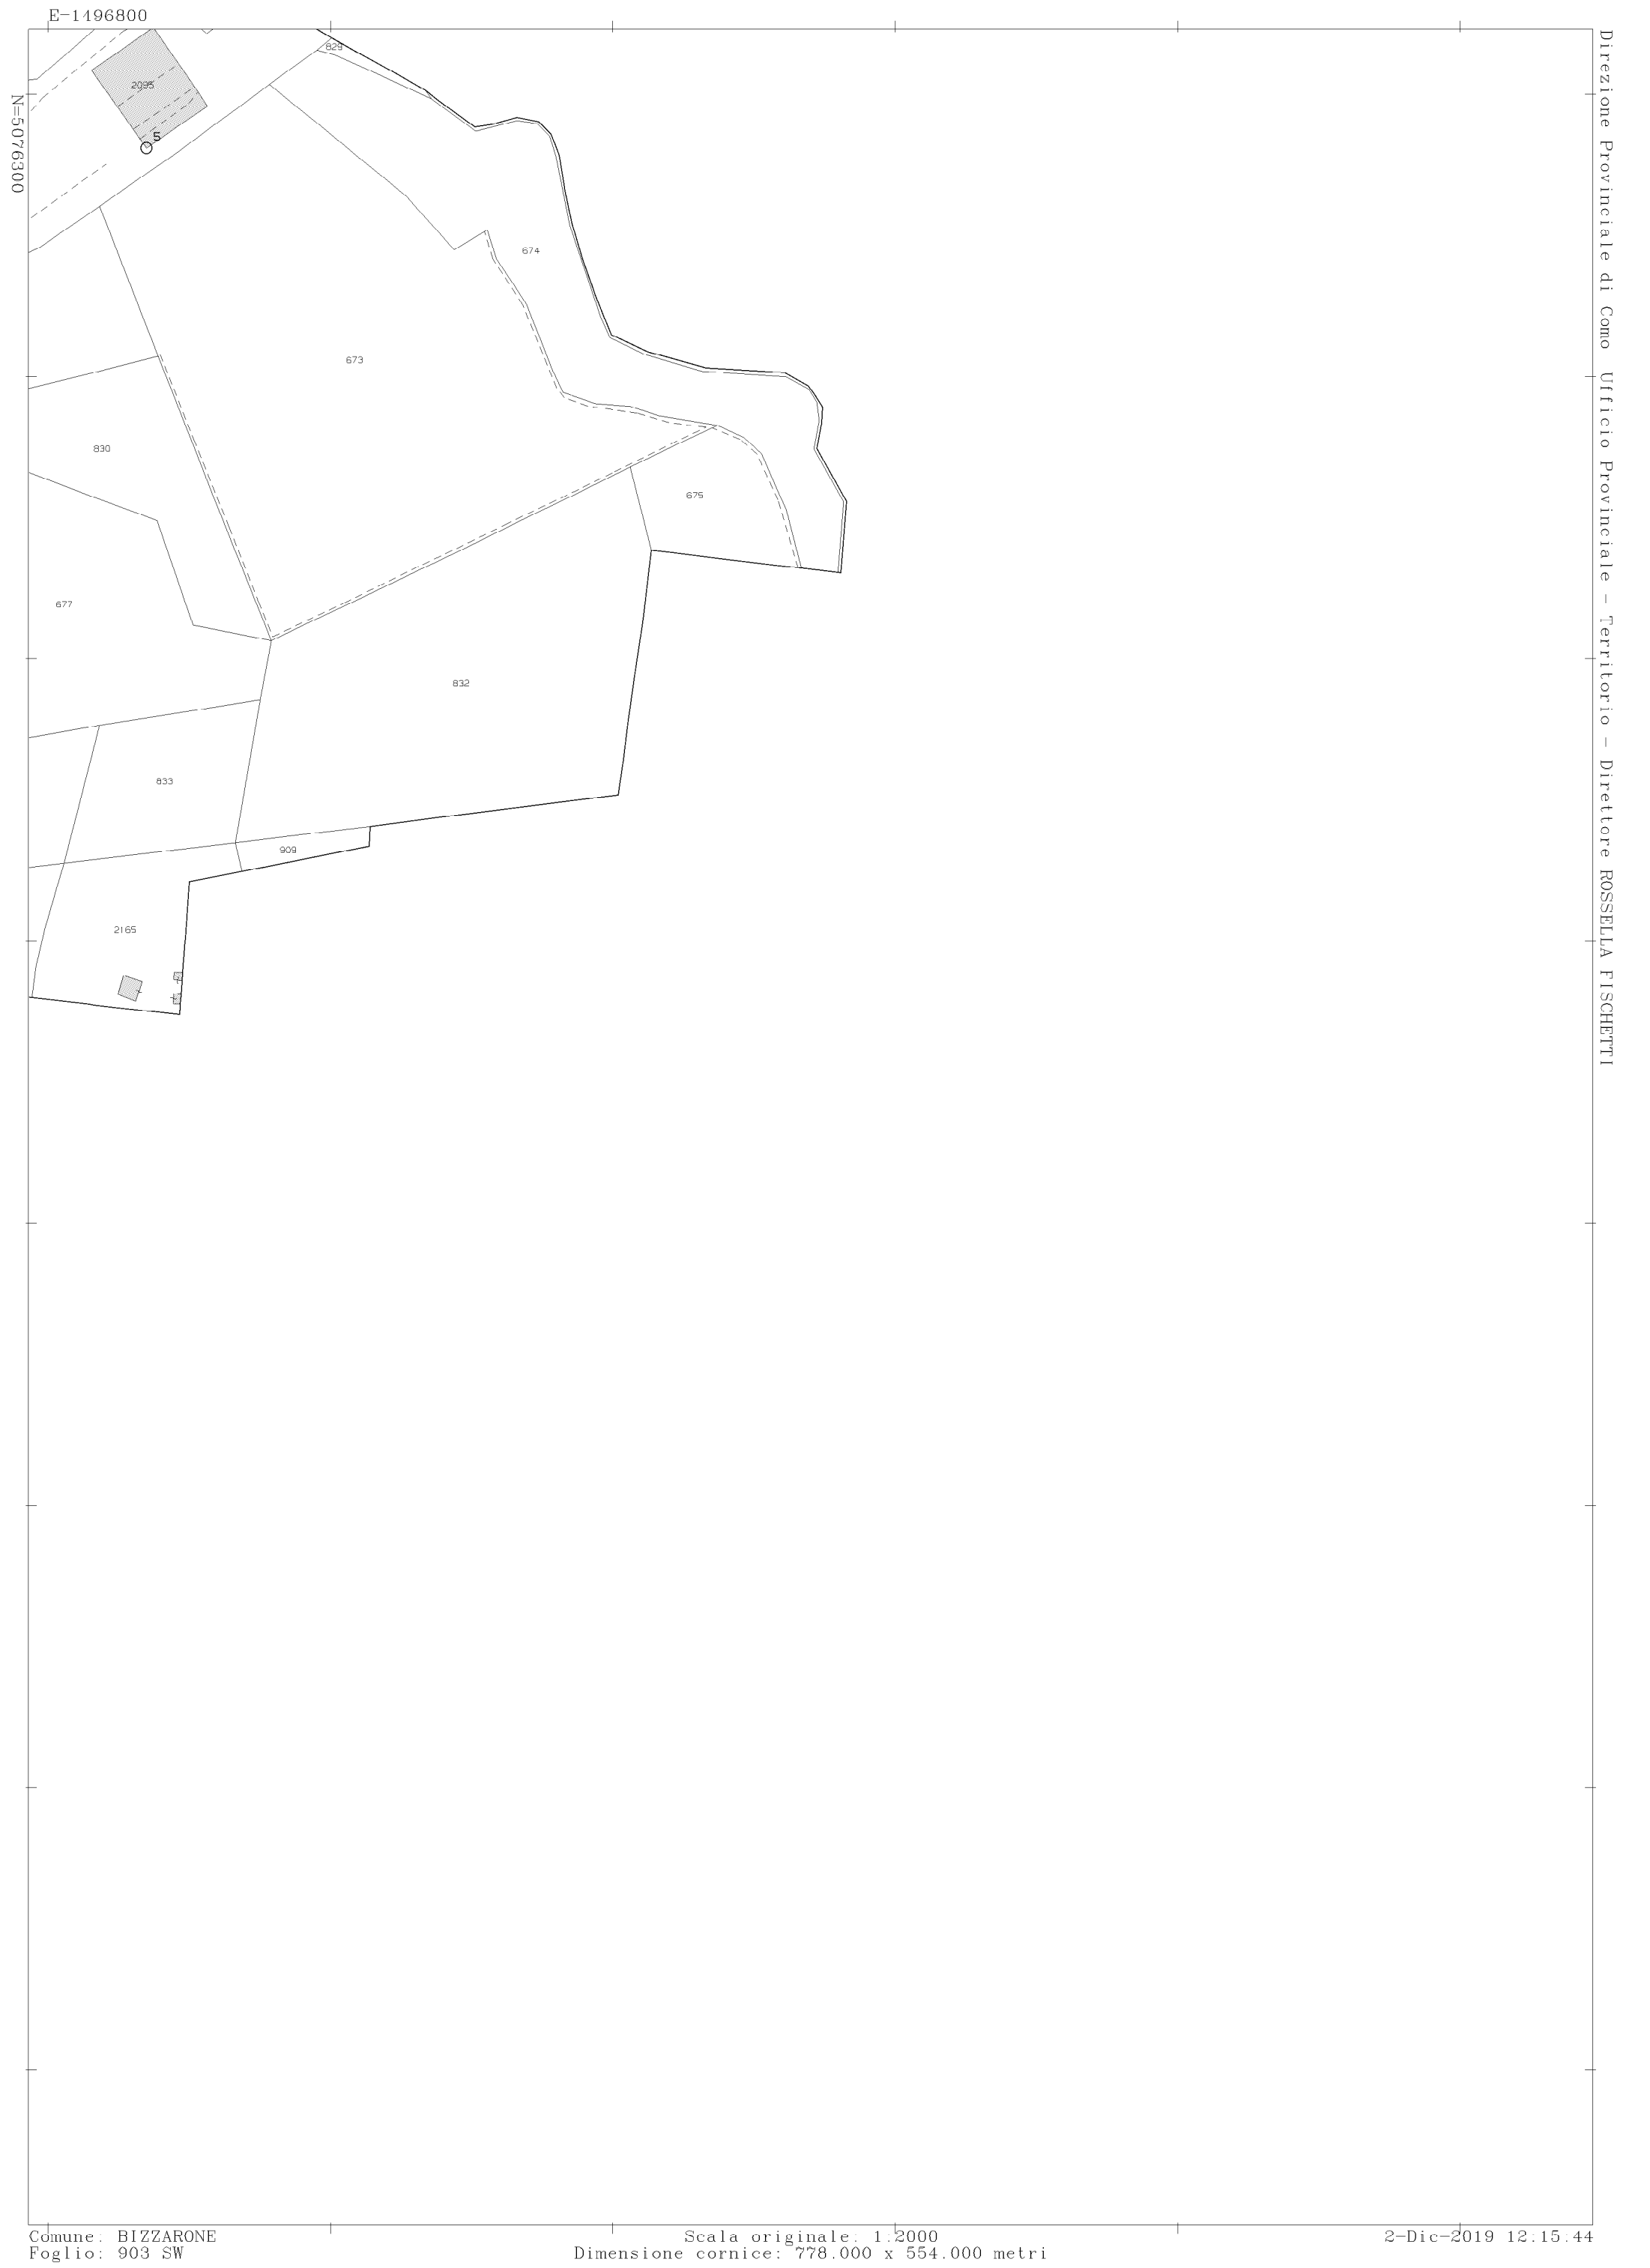 E-1496800
N=5076300
Direzione Provinciale di Como Ufficio Provinciale - Territorio - Direttore ROSSELLA FISCHETTI
829
2095
5
674
673
830
675
677
832
833
909
2165
Comune: BIZZARONE
Foglio: 903 SW
Scala originale: 1:2000
Dimensione cornice: 778.000 x 554.000 metri
2-Dic-2019 12:15:44